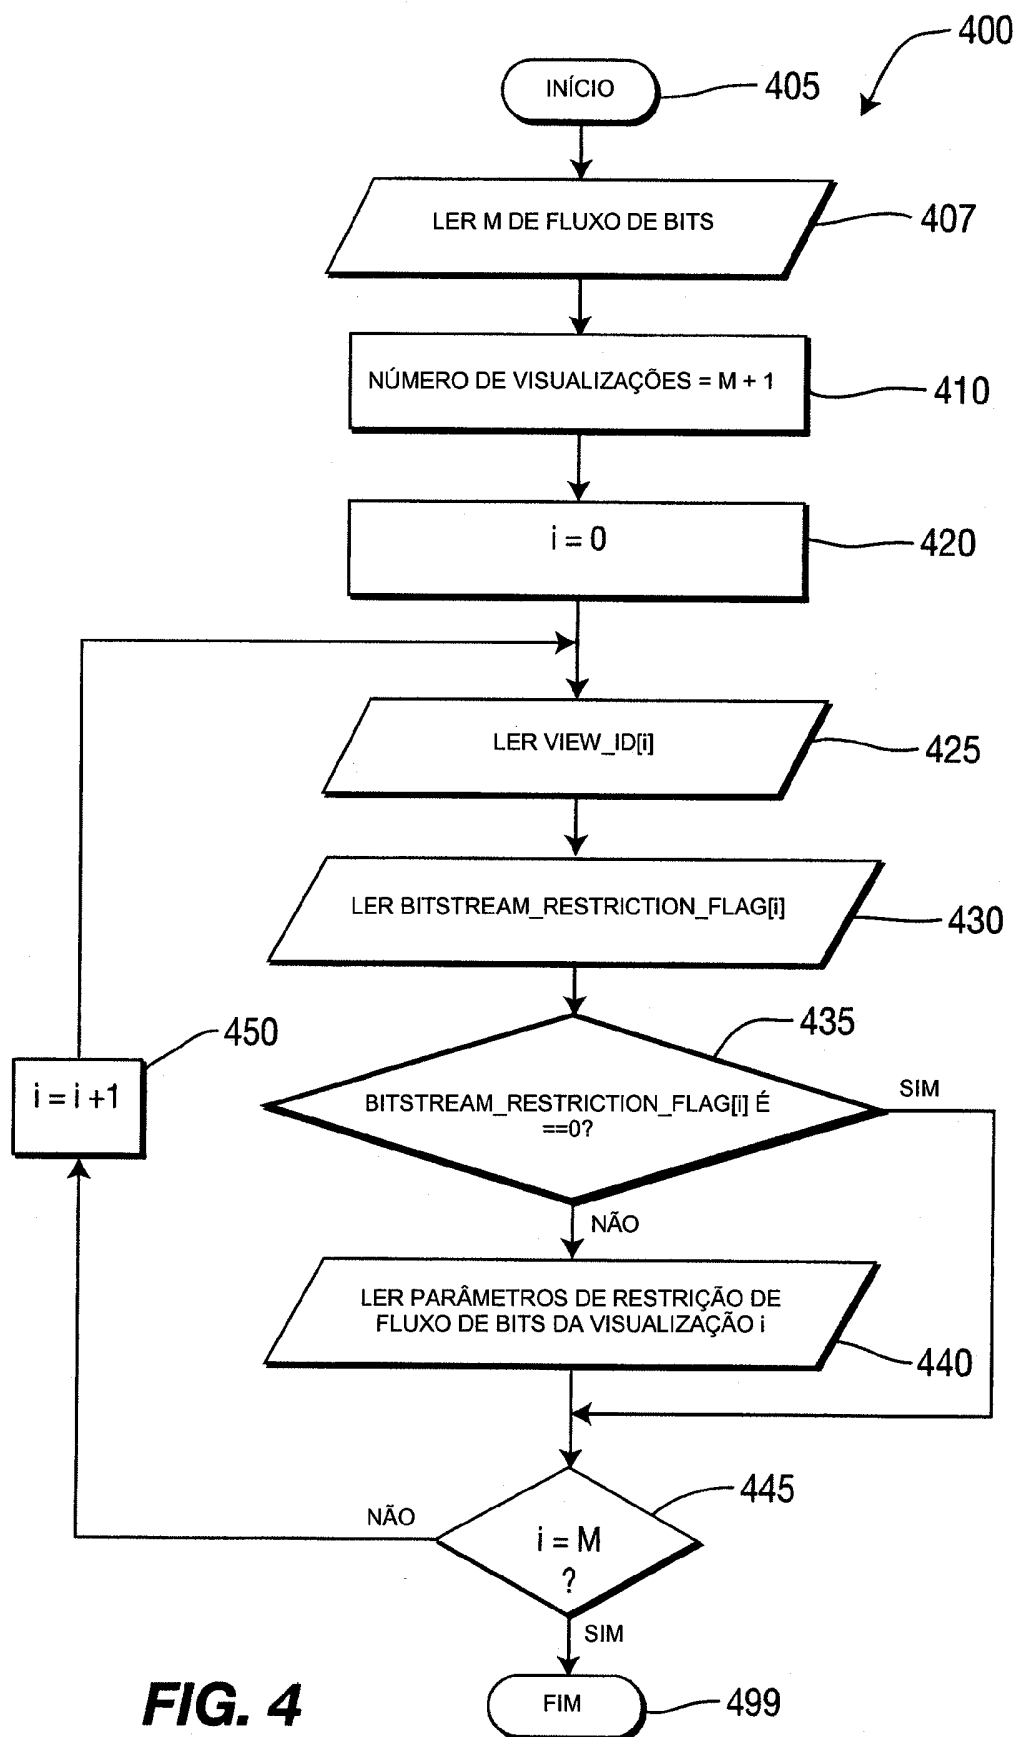 400
INÍCIO
405
LER M DE FLUXO DE BITS
407
NÚMERO DE VISUALIZAÇÕES = M + 1
410
i = 0
420
LER VIEW_ID[i]
425
LER BITSTREAM_RESTRICTION_FLAG[i]
430
435
450
i = i +1
BITSTREAM_RESTRICTION_FLAG[i] É
==0?
SIM
NÃO
LER PARÂMETROS DE RESTRIÇÃO DE
FLUXO DE BITS DA VISUALIZAÇÃO i
440
445
NÃO
i = M
?
SIM
FIM
499
FIG. 4